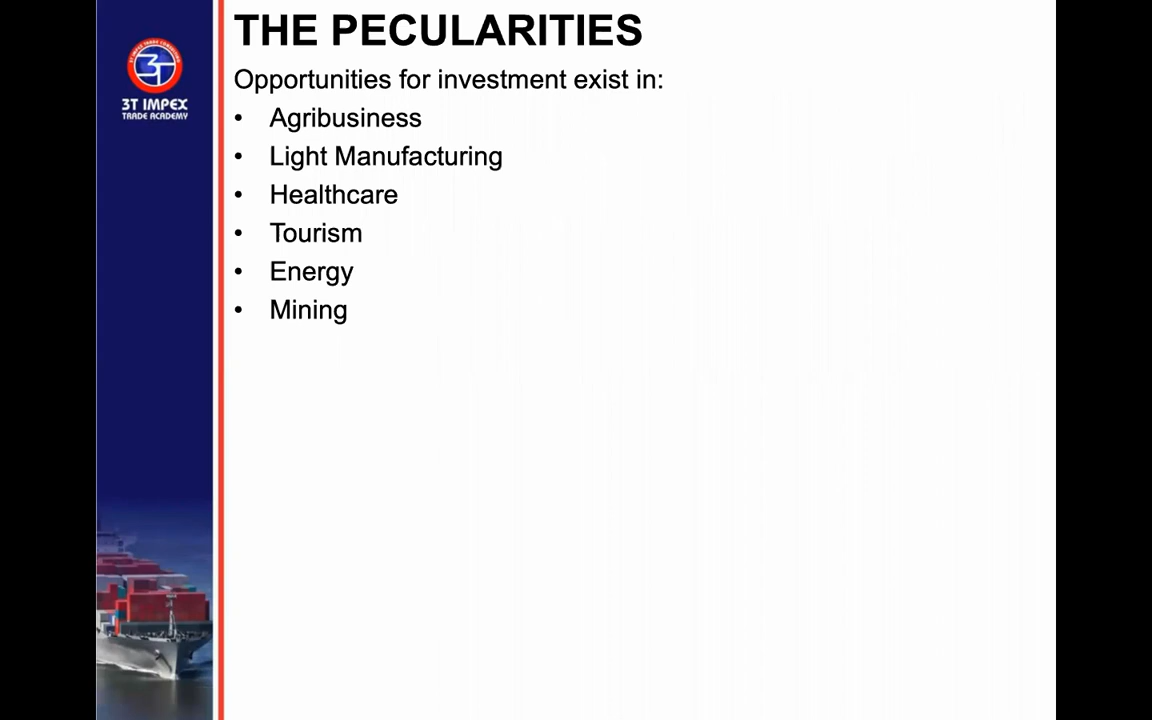 THE PECULARITIES
3T IMPEX
TRADE ACADEMY
Opportunities for investment exist in:
• Agribusiness
• Light Manufacturing
• Healthcare
• Tourism
• Energy
• Mining